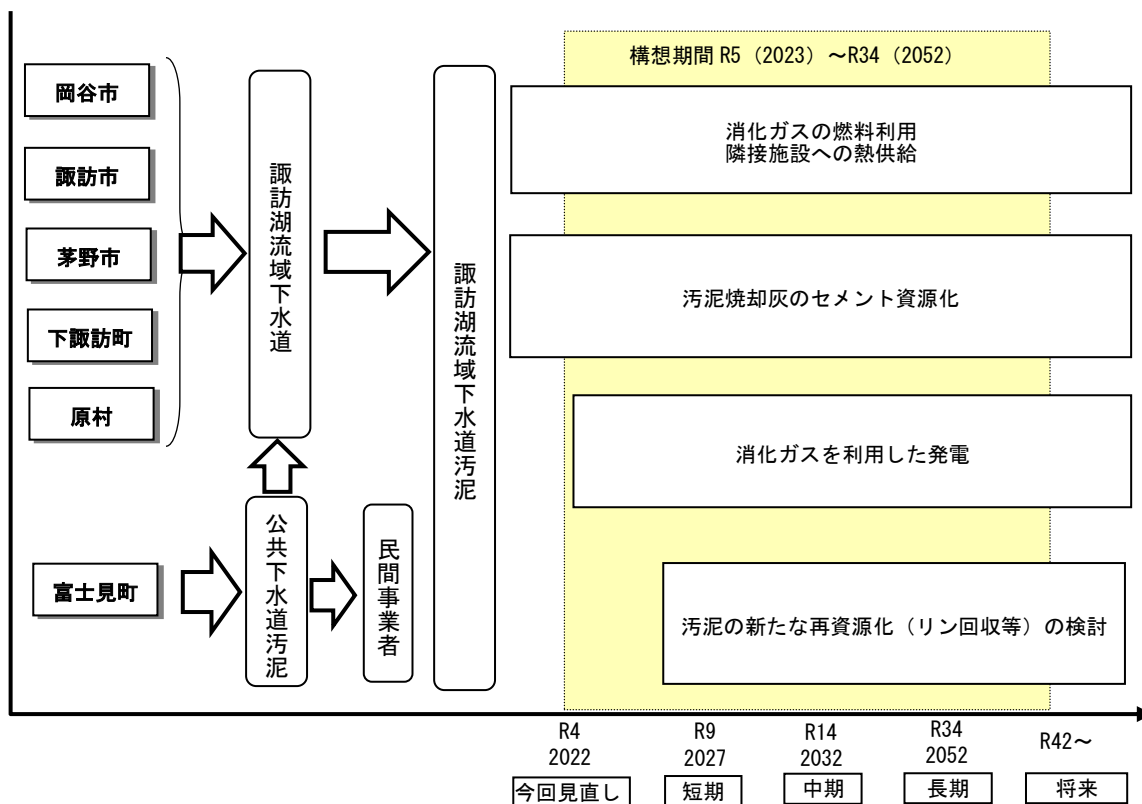 構想期間 R5（2023）～R34（2052）
岡谷市
諏訪市
茅野市
下諏訪町
原村
富士見町
諏訪湖流域下水道
公共下水道汚泥
民間事業者
諏訪湖流域下水道汚泥
消化ガスの燃料利用
隣接施設への熱供給
汚泥焼却灰のセメント資源化
消化ガスを利用した発電
汚泥の新たな再資源化（リン回収等）の検討
R4
2022
今回見直し
R9
2027
短期
R14
2032
中期
R34
2052
長期
R42～
将来